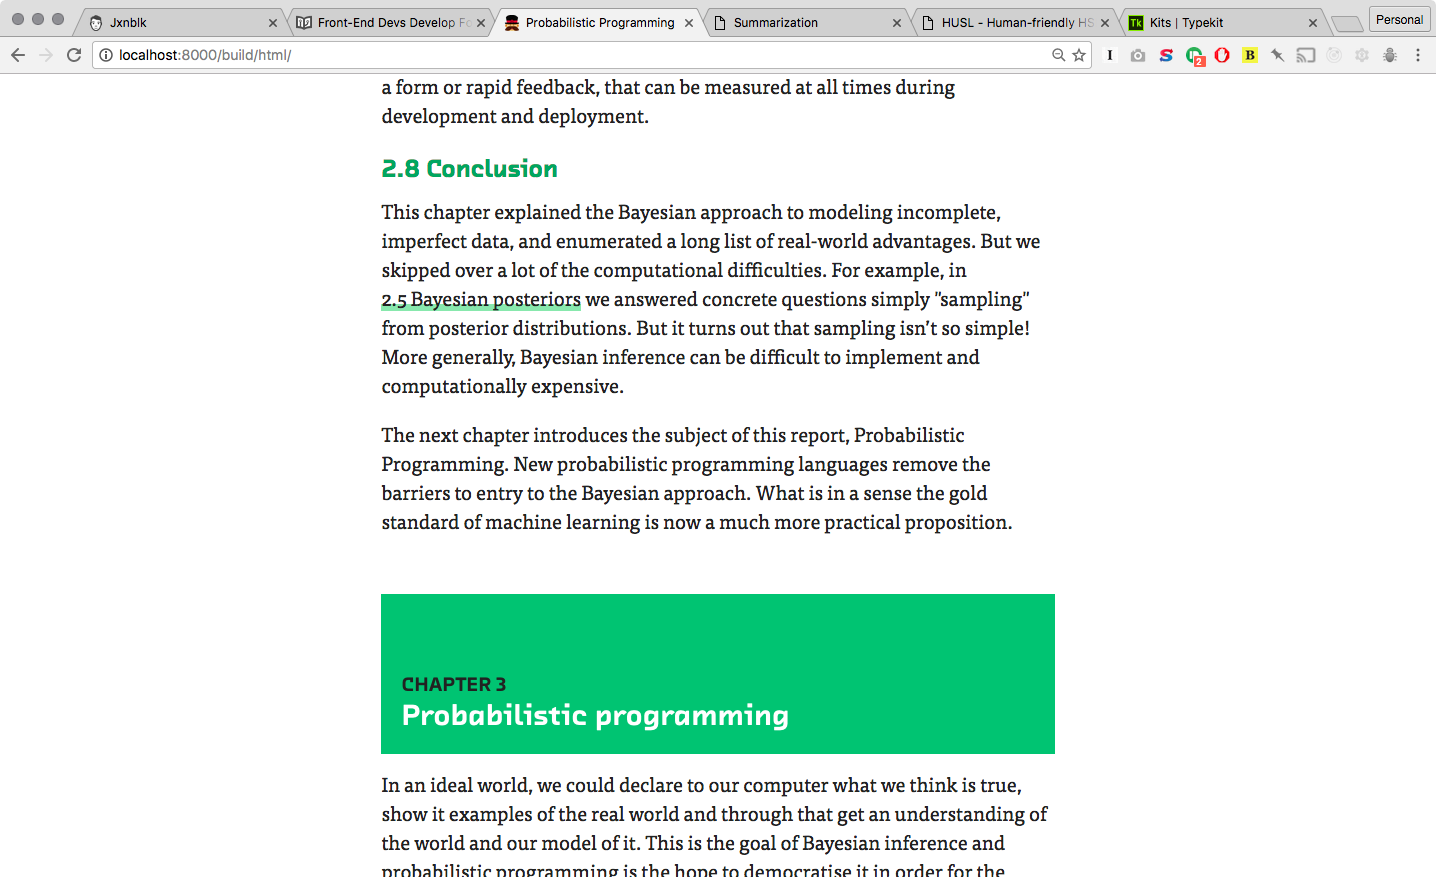 Jxnblk
Front-End Devs Develop Fo
Probabilistic Programming
Summarization
HUSL - Human-friendly HS
Tk
Kits | Typekit
Personal
localhost:8000/build/html/
I
S
2
B
a form or rapid feedback, that can be measured at all times during
development and deployment.
2.8 Conclusion
This chapter explained the Bayesian approach to modeling incomplete,
imperfect data, and enumerated a long list of real-world advantages. But we
skipped over a lot of the computational difficulties. For example, in
2.5 Bayesian posteriors we answered concrete questions simply "sampling"
from posterior distributions. But it turns out that sampling isn’t so simple!
More generally, Bayesian inference can be difficult to implement and
computationally expensive.
The next chapter introduces the subject of this report, Probabilistic
Programming. New probabilistic programming languages remove the
barriers to entry to the Bayesian approach. What is in a sense the gold
standard of machine learning is now a much more practical proposition.
CHAPTER 3
Probabilistic programming
In an ideal world, we could declare to our computer what we think is true,
show it examples of the real world and through that get an understanding of
the world and our model of it. This is the goal of Bayesian inference and
probabilistic programming is the hope to democratise it in order for the